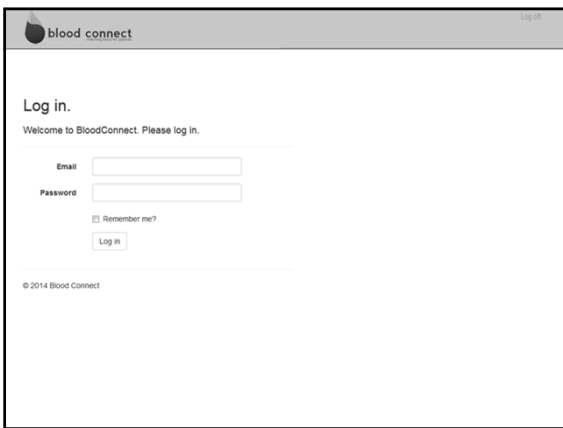 Log off
blood connect
Log in.
Welcome to BloodConnect. Please log in.
Email
Password
Remember me?
Log in
© 2014 Blood Connect